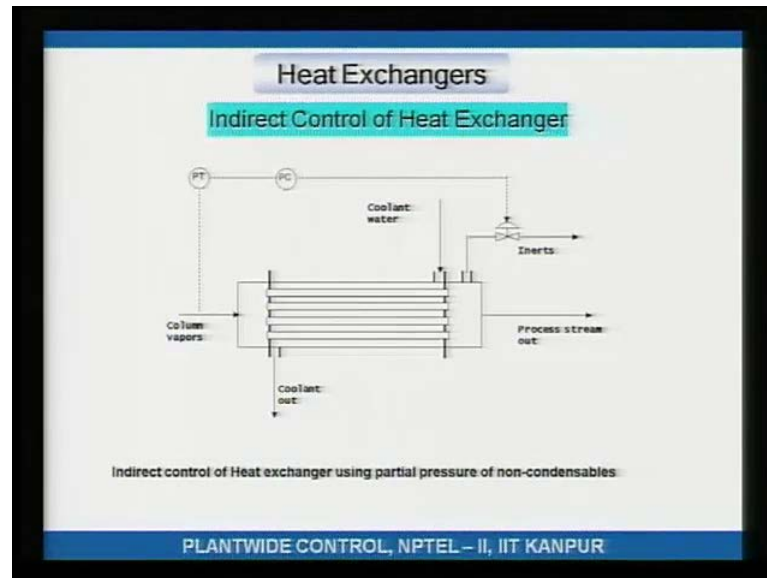 Heat Exchangers
Indirect Control of Heat Exchanger
PT
PC
Coolant
water
Inerts
Column
vapors
Process stream
out
Coolant
out
Indirect control of Heat exchanger using partial pressure of non-condensables
PLANTWIDE CONTROL, NPTEL – II, IIT KANPUR